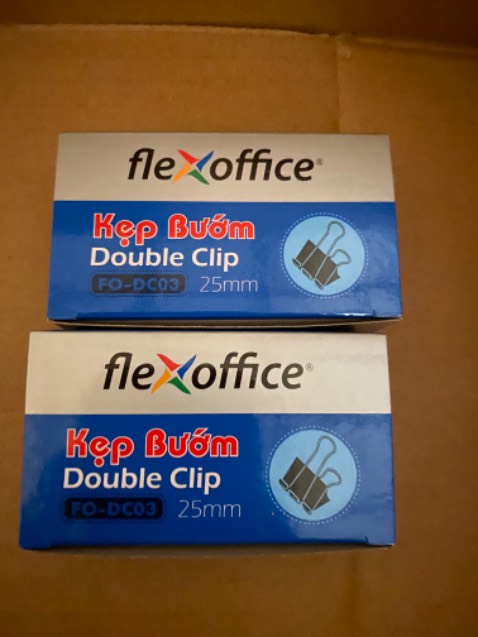 flexoffice®
Kẹp Bướm
Double Clip
FO-DC03 25mm
flexoffice®
Kẹp Bướm
Double Clip
FO-DC03 25mm